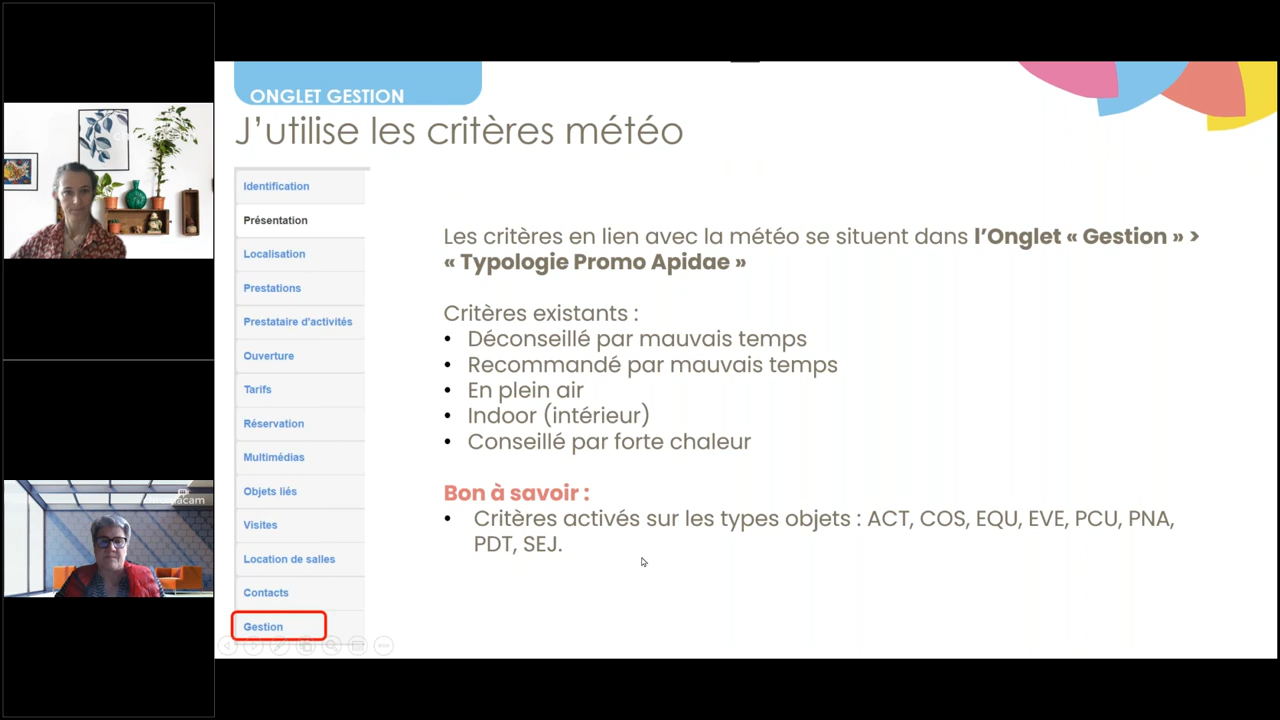 ONGLET GESTION
J'utilise les critères météo
Identification
Présentation
Localisation
Prestations
Prestataire d'activités
Ouverture
Tarifs
Réservation
Multimédias
Objets liés
Visites
Location de salles
Contacts
Gestion
Les critères en lien avec la météo se situent dans l'Onglet « Gestion » >
« Typologie Promo Apidae »
Critères existants :
• Déconseillé par mauvais temps
• Recommandé par mauvais temps
• En plein air
• Indoor (intérieur)
• Conseillé par forte chaleur
Bon à savoir :
• Critères activés sur les types objets : ACT, COS, EQU, EVE, PCU, PNA,
PDT, SEJ.